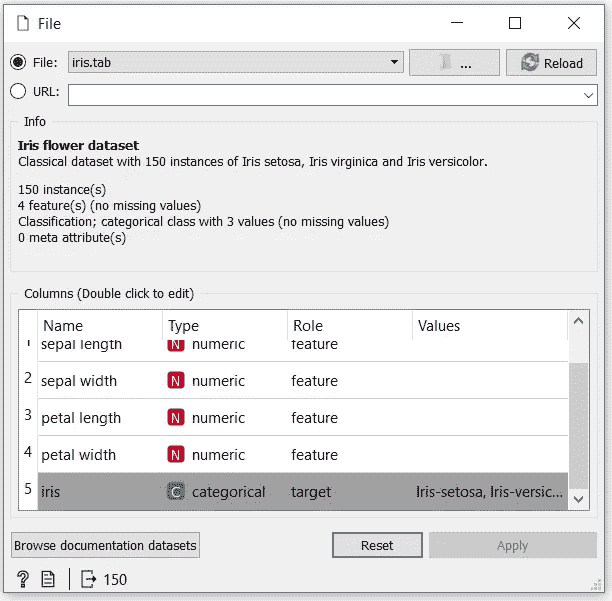 File
File: iris.tab ... Reload
URL:
Info
Iris flower dataset
Classical dataset with 150 instances of Iris setosa, Iris virginica and Iris versicolor.
150 instance(s)
4 feature(s) (no missing values)
Classification; categorical class with 3 values (no missing values)
0 meta attribute(s)
Columns (Double click to edit)
Name Type Role Values
1 sepal length N numeric feature
2 sepal width N numeric feature
3 petal length N numeric feature
4 petal width N numeric feature
5 iris C categorical target Iris-setosa, Iris-versic...
Browse documentation datasets Reset Apply
? 150